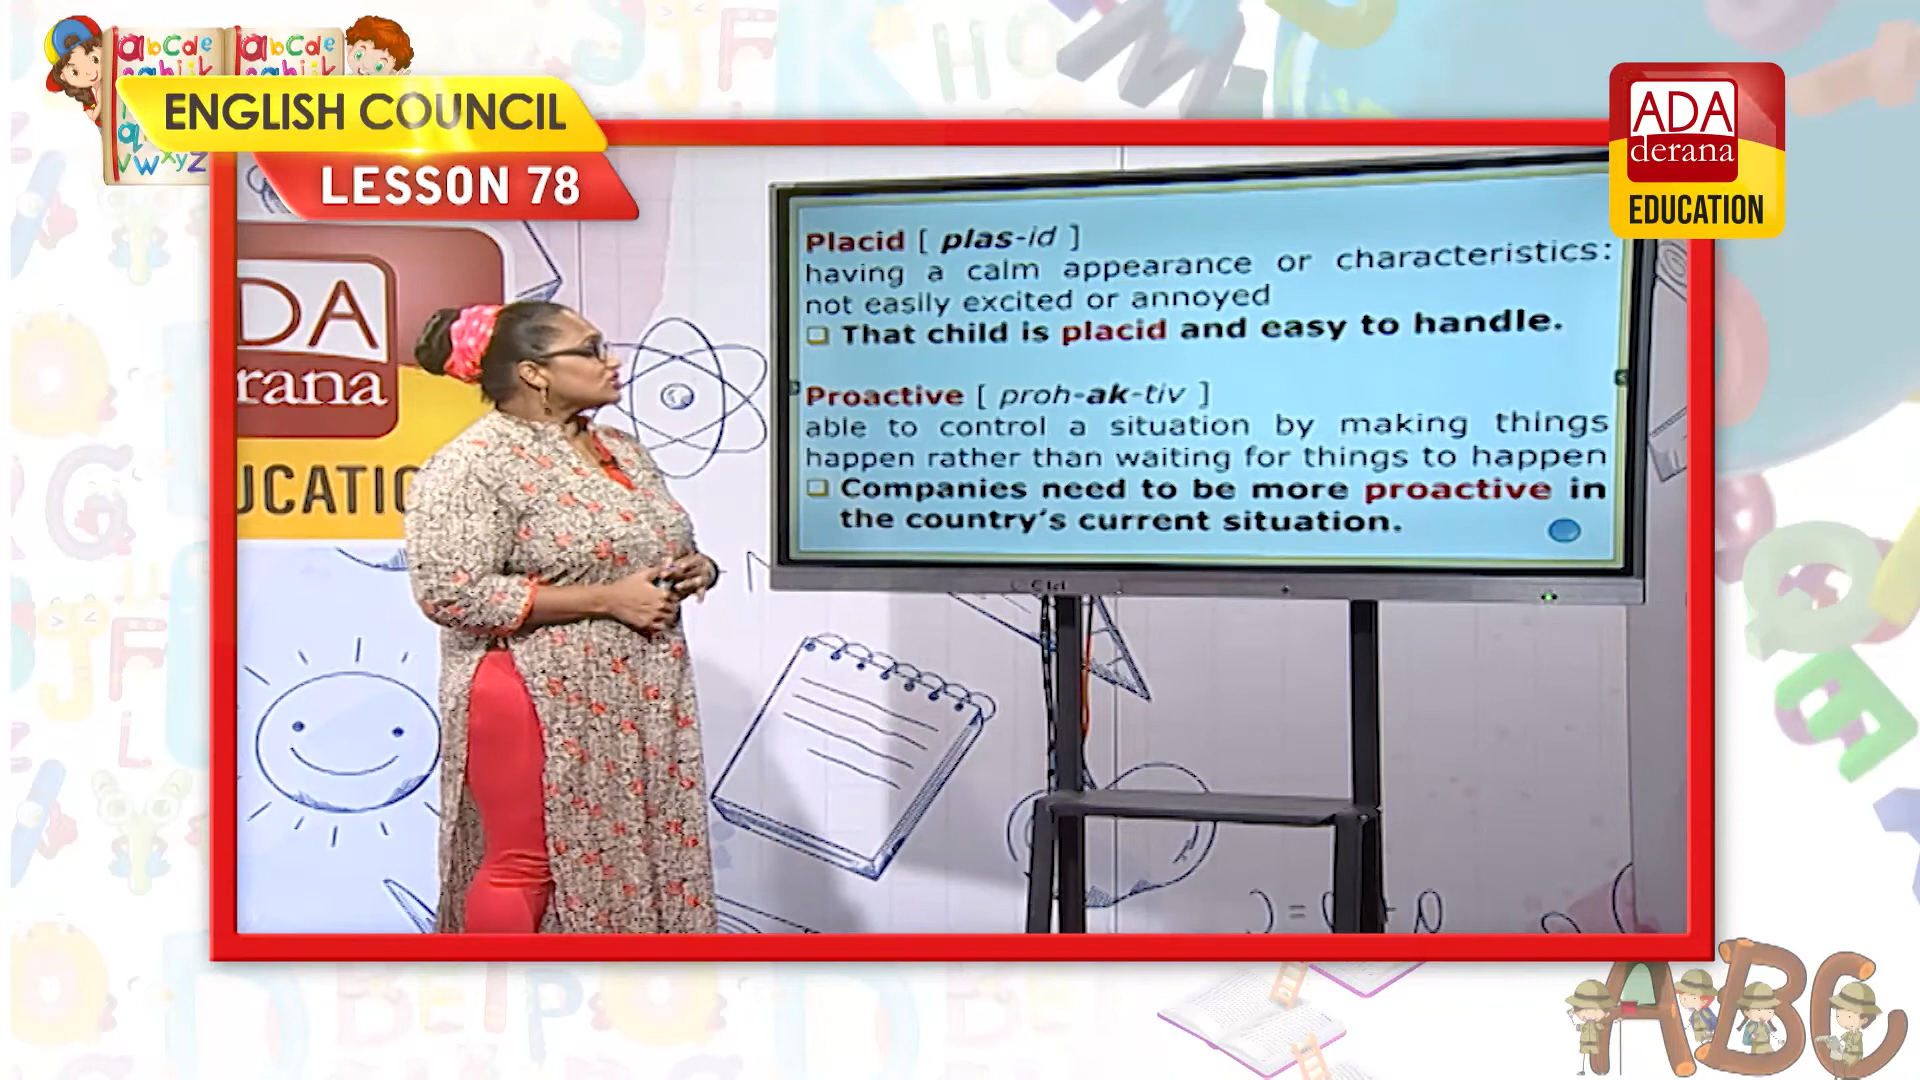 ENGLISH COUNCIL
LESSON 78
ADA
derana
EDUCATION
Placid [ plas-id ]
having a calm appearance or characteristics:
not easily excited or annoyed
That child is placid and easy to handle.
Proactive [ proh-ak-tiv ]
able to control a situation by making things
happen rather than waiting for things to happen
Companies need to be more proactive in
the country's current situation.
DA
rana
UCATIO
ABC